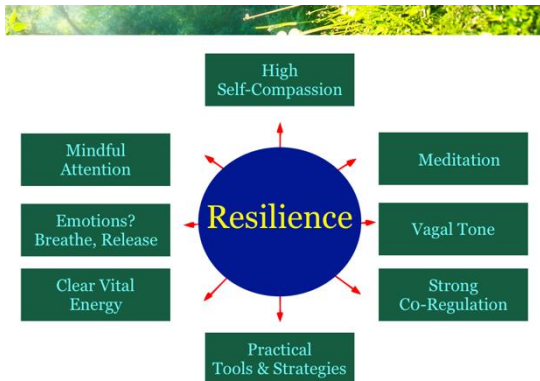 High
Self-Compassion
Mindful
Attention
Meditation
Emotions?
Breathe, Release
Resilience
Vagal Tone
Clear Vital
Energy
Strong
Co-Regulation
Practical
Tools & Strategies